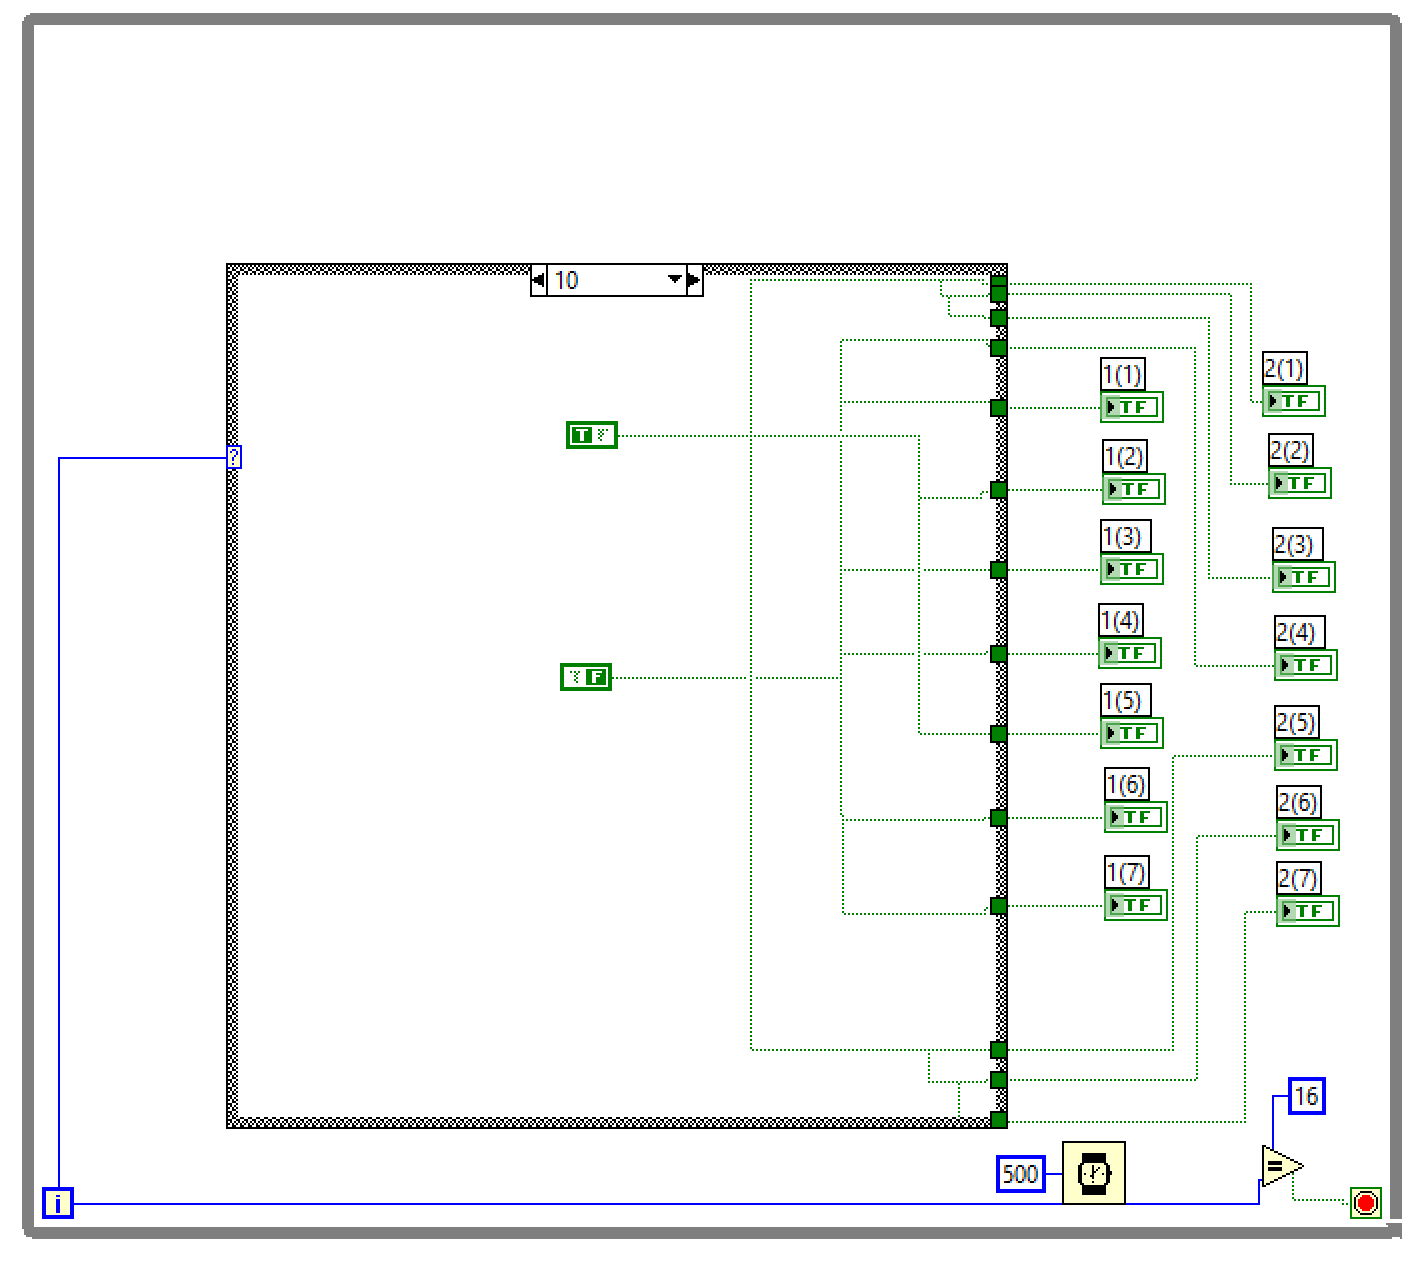 10
?
1(1)
TF
2(1)
TF
T
1(2)
TF
2(2)
TF
1(3)
TF
2(3)
TF
1(4)
TF
2(4)
TF
F
1(5)
TF
2(5)
TF
1(6)
TF
2(6)
TF
1(7)
TF
2(7)
TF
16
500
=
i